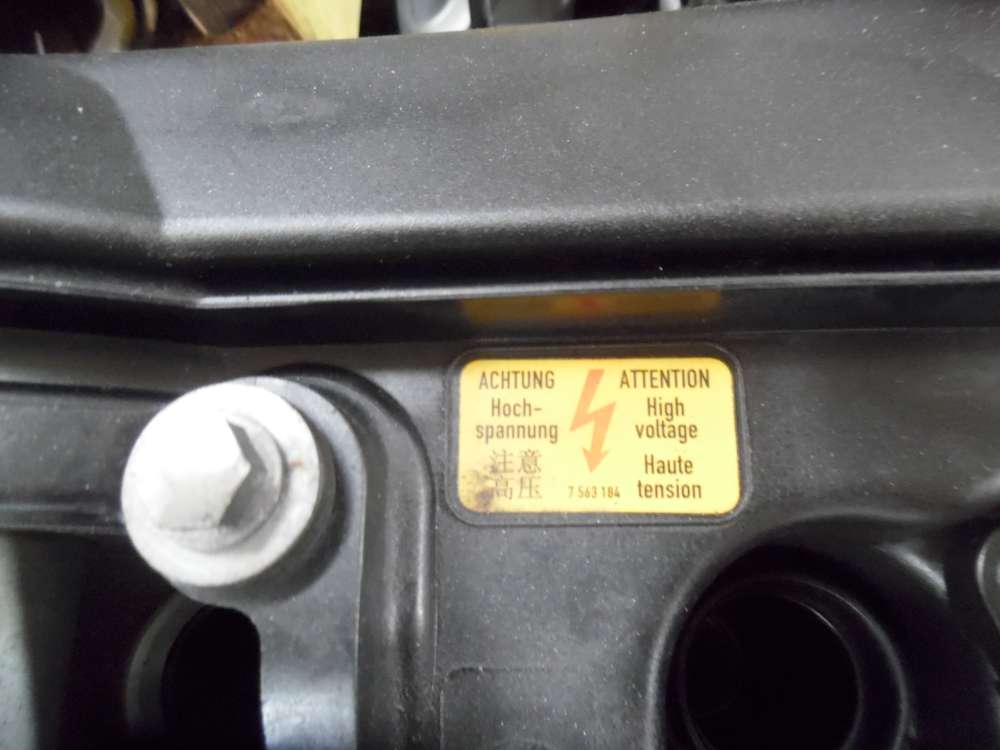 ACHTUNG
Hoch-
spannung
注意
高压
7 563 184
ATTENTION
High
voltage
Haute
tension